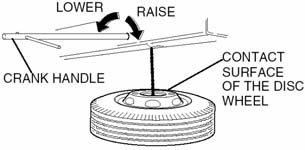 LOWER
RAISE
CRANK HANDLE
CONTACT
SURFACE
OF THE DISC
WHEEL